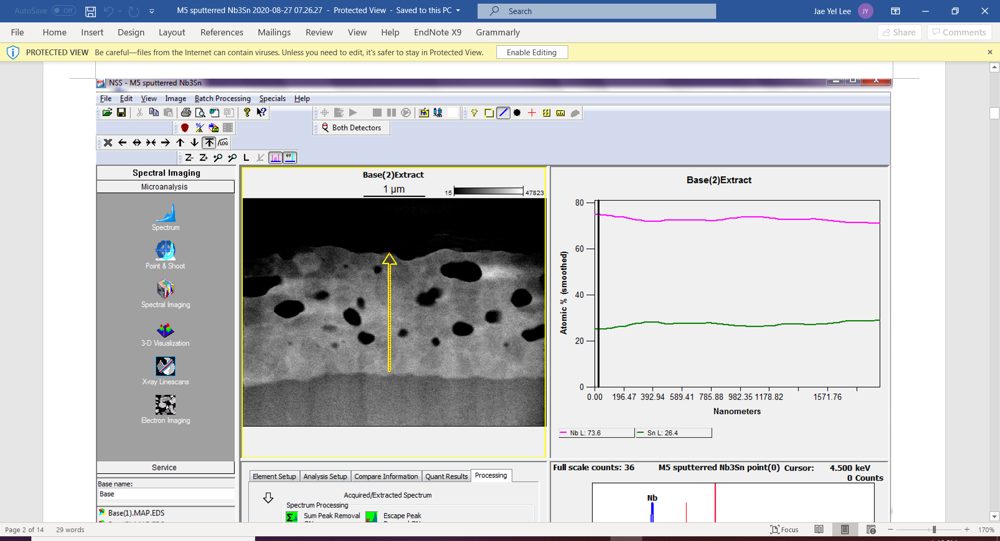 AutoSave Off M5 sputterred Nb3Sn 2020-08-27 07.26.27 - Protected View - Saved to this PC Search Jae Yel Lee JY
File Home Insert Design Layout References Mailings Review View Help EndNote X9 Grammarly Share Comments
PROTECTED VIEW Be careful—files from the Internet can contain viruses. Unless you need to edit, it's safer to stay in Protected View. Enable Editing
NSS - M5 sputterred Nb3Sn
File Edit View Image Batch Processing Specials Help
Both Detectors
LOG
Z- Z+ L eV
Spectral Imaging
Microanalysis
Spectrum
Point & Shoot
Spectral Imaging
3-D Visualization
X-ray Linescans
Electron Imaging
Service
Base name:
Base
Base(1).MAP.EDS
Base(2)Extract
1 µm
15 47823
Base(2)Extract
80
60
40
20
0
Atomic % (smoothed)
0.00 196.47 392.94 589.41 785.88 982.35 1178.82 1571.76
Nanometers
Nb L: 73.6 Sn L: 26.4
Element Setup Analysis Setup Compare Information Quant Results Processing
Acquired/Extracted Spectrum
Spectrum Processing
Sum Peak Removal Escape Peak
Full scale counts: 36 M5 sputterred Nb3Sn point(0) Cursor: 4.500 keV
0 Counts
Nb
Page 2 of 14 29 words Focus 170%